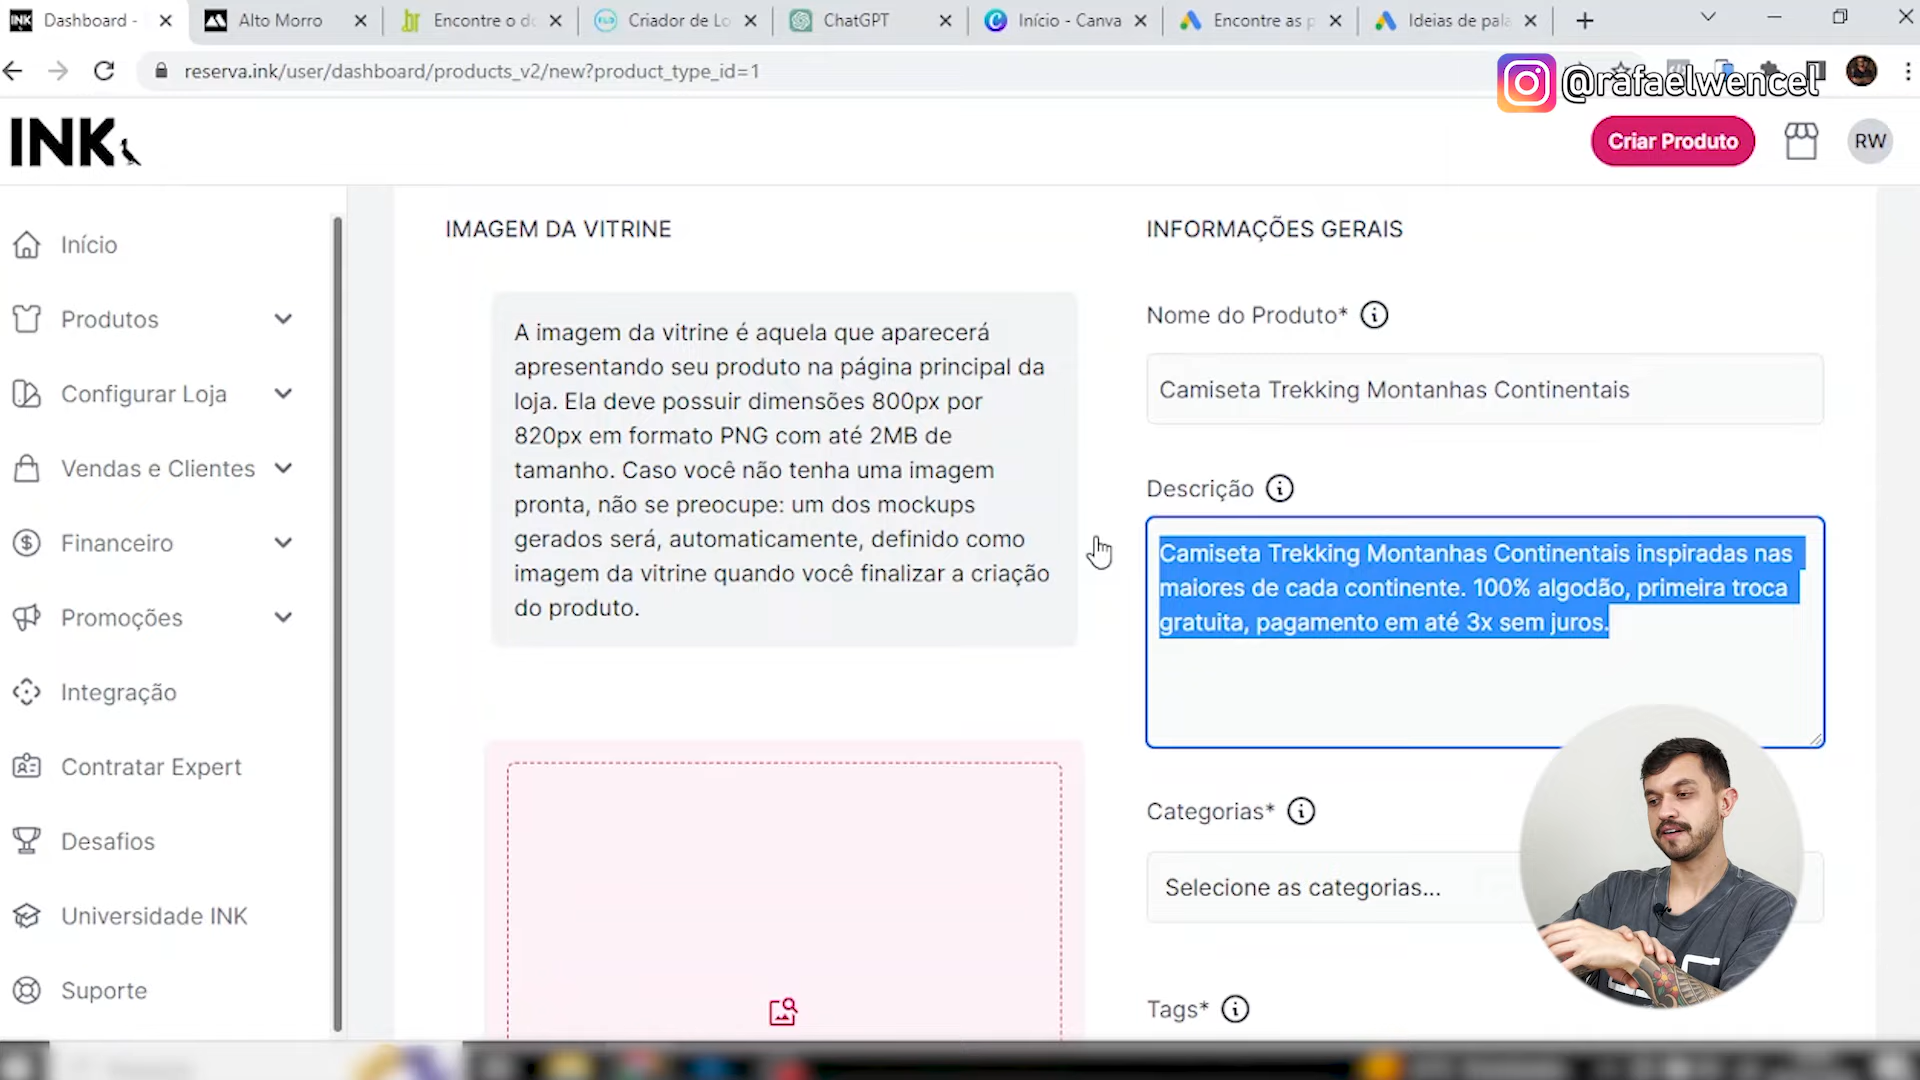 Dashboard -
Alto Morro
Encontre o do
Criador de Lo
ChatGPT
Início - Canva
Encontre as p
Ideias de pala
reserva.ink/user/dashboard/products_v2/new?product_type_id=1
@rafaelwencel
INK
Criar Produto
RW
Início
Produtos
Configurar Loja
Vendas e Clientes
Financeiro
Promoções
Integração
Contratar Expert
Desafios
Universidade INK
Suporte
IMAGEM DA VITRINE
A imagem da vitrine é aquela que aparecerá
apresentando seu produto na página principal da
loja. Ela deve possuir dimensões 800px por
820px em formato PNG com até 2MB de
tamanho. Caso você não tenha uma imagem
pronta, não se preocupe: um dos mockups
gerados será, automaticamente, definido como
imagem da vitrine quando você finalizar a criação
do produto.
INFORMAÇÕES GERAIS
Nome do Produto*
Camiseta Trekking Montanhas Continentais
Descrição
Camiseta Trekking Montanhas Continentais inspiradas nas
maiores de cada continente. 100% algodão, primeira troca
gratuita, pagamento em até 3x sem juros.
Categorias*
Selecione as categorias...
Tags*